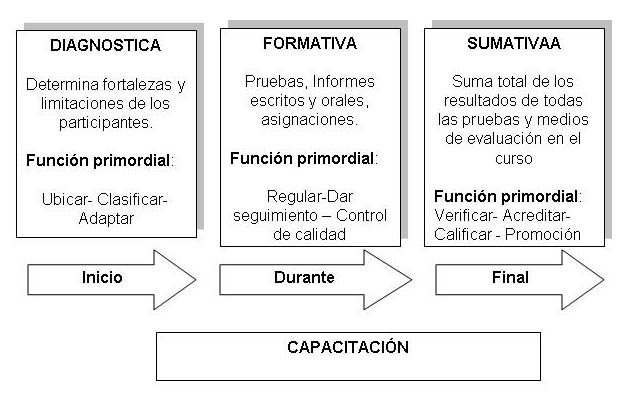 DIAGNOSTICA
Determina fortalezas y
limitaciones de los
participantes.
Función primordial:
Ubicar- Clasificar-
Adaptar
FORMATIVA
Pruebas, Informes
escritos y orales,
asignaciones.
Función primordial:
Regular-Dar
seguimiento – Control
de calidad
SUMATIVAA
Suma total de los
resultados de todas
las pruebas y medios
de evaluación en el
curso
Función primordial:
Verificar- Acreditar-
Calificar - Promoción
Inicio
Durante
Final
CAPACITACIÓN